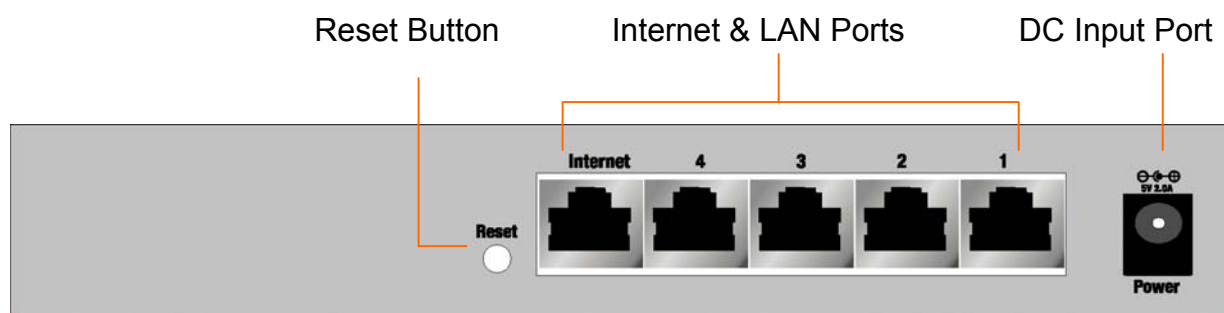 Reset Button
Internet & LAN Ports
DC Input Port
Internet
4
3
2
1
5V 2.0A
Reset
Power